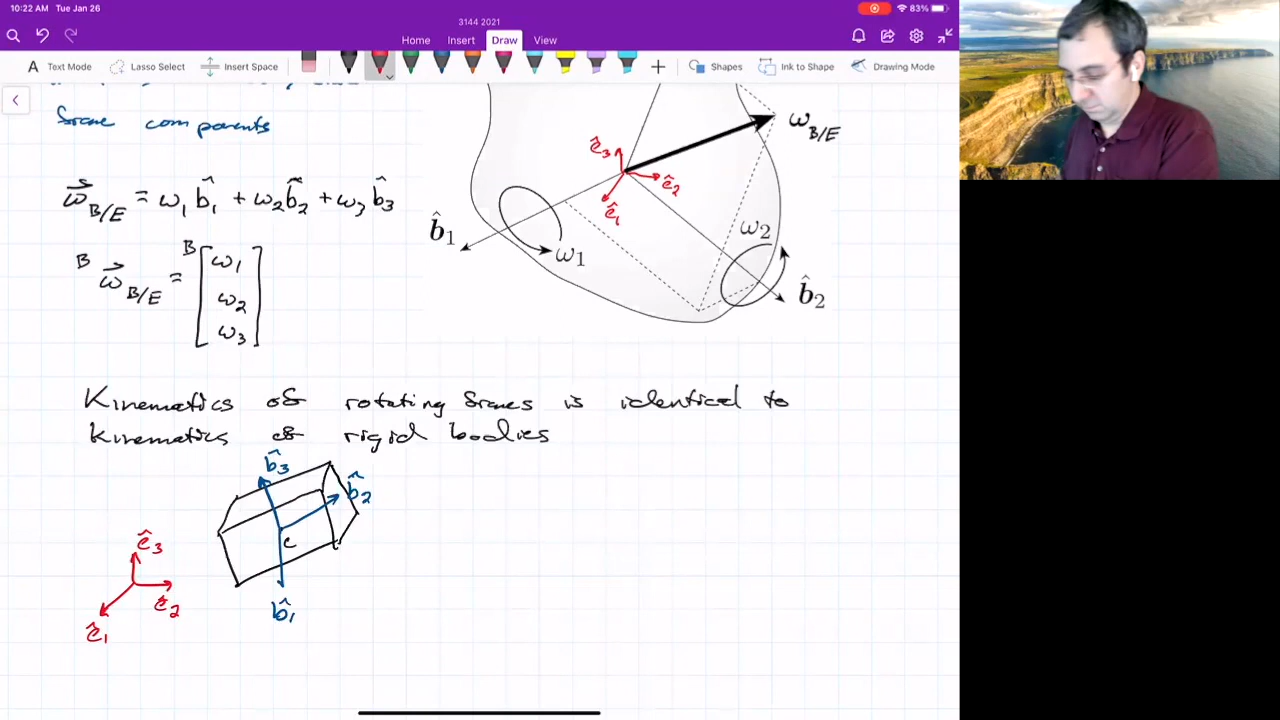 10:22 AM Tue Jan 26
83%
3144 2021
Home Insert Draw View
Text Mode Lasso Select Insert Space Shapes Ink to Shape Drawing Mode
frame components
ω⃗_B/E = ω₁ b̂₁ + ω₂ b̂₂ + ω₃ b̂₃
ᴮω⃗_B/E = ᴮ[ω₁
ω₂
ω₃]
ω_B/E
ê₃
ê₂
ê₁
b̂₁
ω₁
ω₂
b̂₂
Kinematics of rotating frames is identical to
kinematics of rigid bodies
b̂₃
b̂₂
c
b̂₁
ê₃
ê₂
ê₁